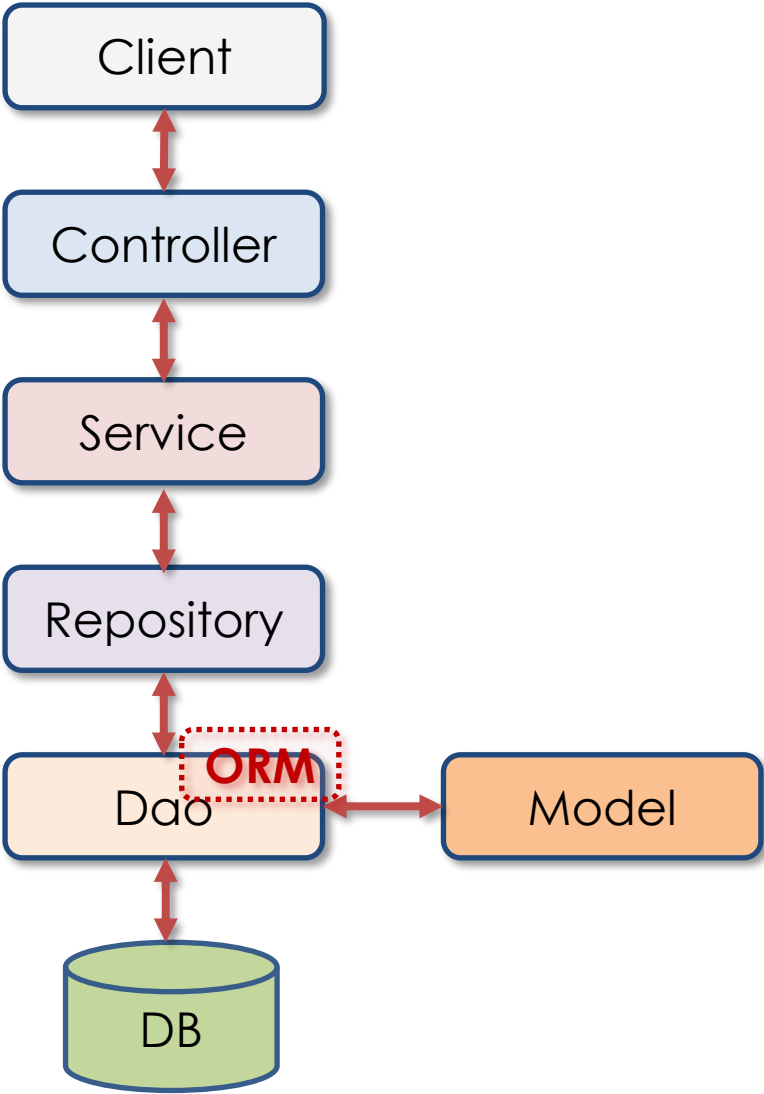 Client
Controller
Service
Repository
ORM
Dao
Model
DB